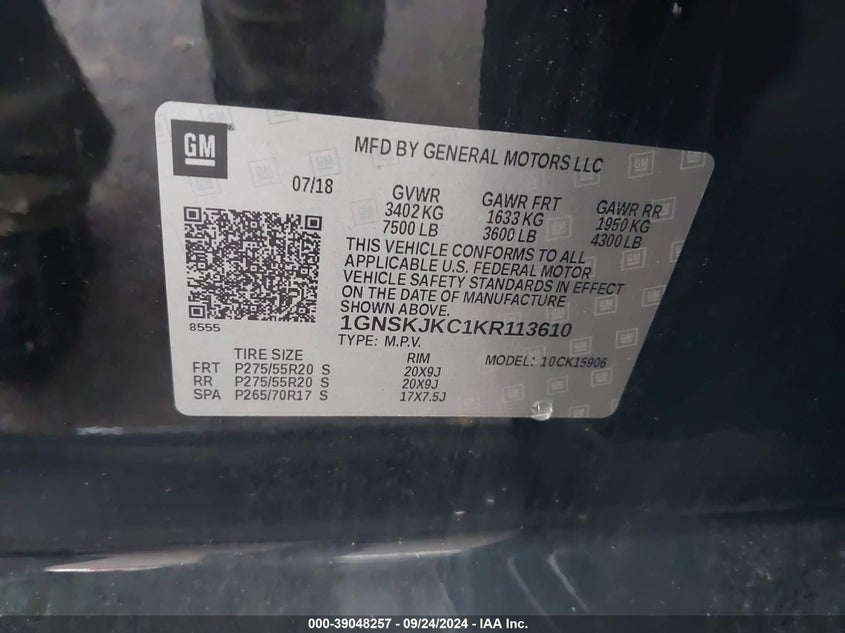 GM
MFD BY GENERAL MOTORS LLC
07/18
GVWR GAWR FRT GAWR RR
3402 KG 1633 KG 1950 KG
7500 LB 3600 LB 4300 LB
THIS VEHICLE CONFORMS TO ALL
APPLICABLE U.S. FEDERAL MOTOR
VEHICLE SAFETY STANDARDS IN EFFECT
ON THE DATE OF MANUFACTURE
SHOWN ABOVE.
8555
1GNSKJKC1KR113610
TYPE: M.P.V.
TIRE SIZE RIM MODEL: 10CK15906
FRT P275/55R20 S 20X9J
RR P275/55R20 S 20X9J
SPA P265/70R17 S 17X7.5J
000-39048257 - 09/24/2024 - IAA Inc.